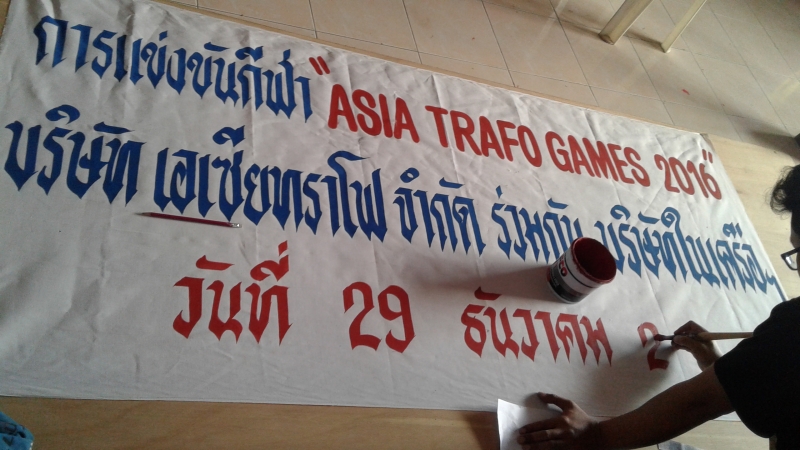 การแข่งขันกีฬา "ASIA TRAFO GAMES 2016"
บริษัท เอเซียทราโฟ จำกัด ร่วมกับ บริษัทในเครือฯ
วันที่ 29 ธันวาคม 2